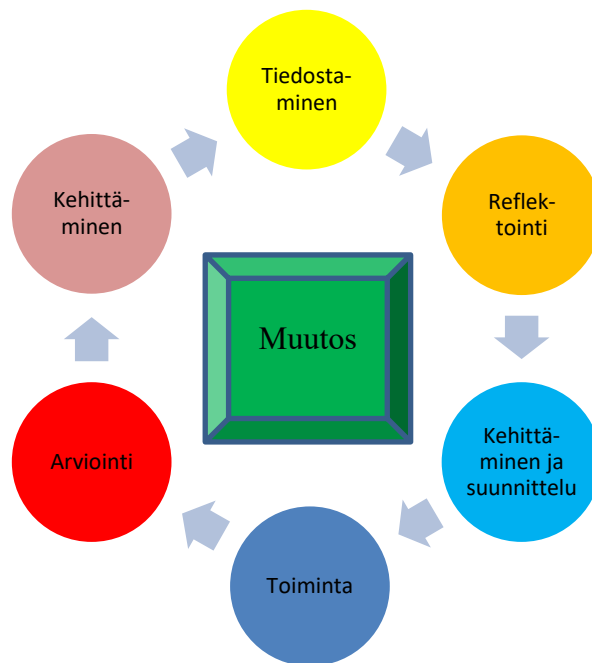 Tiedosta-
minen
Reflek-
tointi
Kehittä-
minen ja
suunnittelu
Toiminta
Arviointi
Kehittä-
minen
Muutos